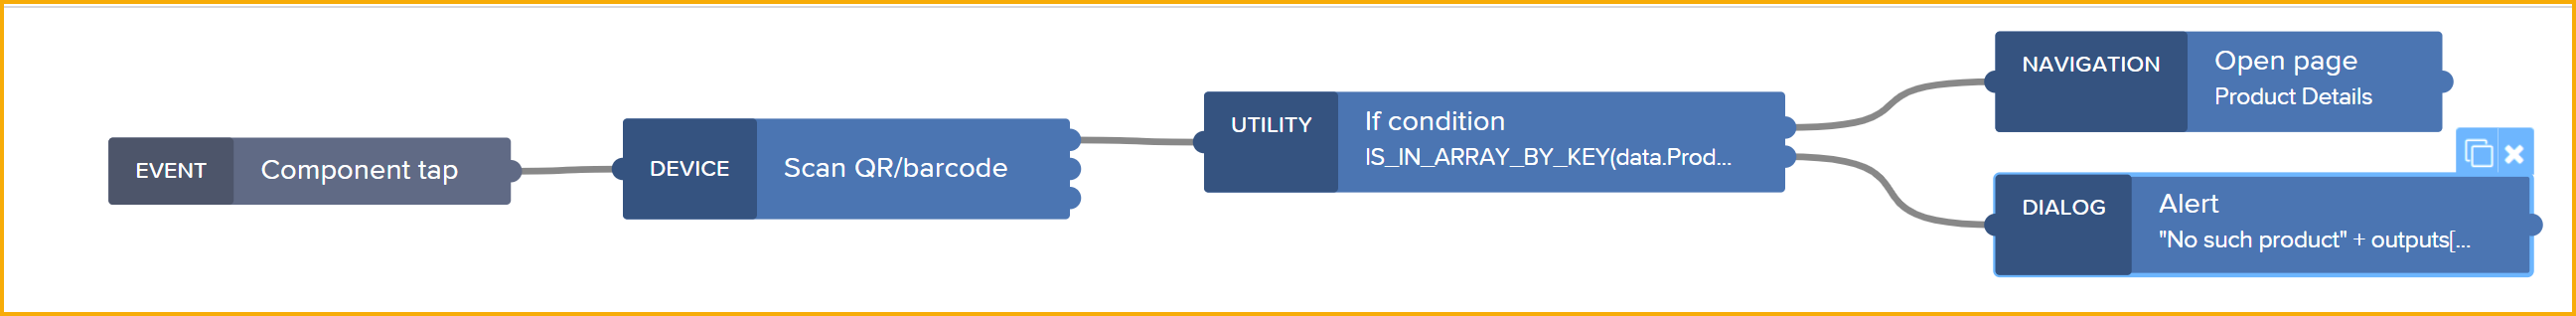 EVENT
Component tap
DEVICE
Scan QR/barcode
UTILITY
If condition
IS_IN_ARRAY_BY_KEY(data.Prod...
NAVIGATION
Open page
Product Details
DIALOG
Alert
"No such product" + outputs[...